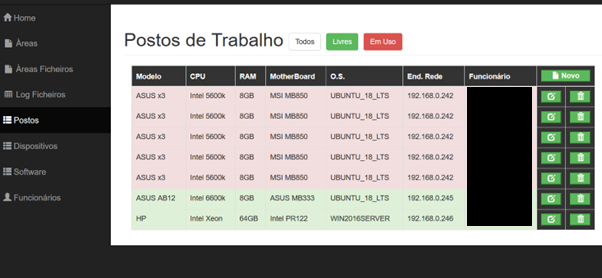 Home
Àreas
Àreas Ficheiros
Log Ficheiros
Postos
Dispositivos
Software
Funcionários
Postos de Trabalho Todos Livres Em Uso
Modelo CPU RAM MotherBoard O.S. End. Rede Funcionário Novo
ASUS x3 Intel 5600k 8GB MSI MB850 UBUNTU_18_LTS 192.168.0.242
ASUS x3 Intel 5600k 8GB MSI MB850 UBUNTU_18_LTS 192.168.0.242
ASUS x3 Intel 5600k 8GB MSI MB850 UBUNTU_18_LTS 192.168.0.242
ASUS x3 Intel 5600k 8GB MSI MB850 UBUNTU_18_LTS 192.168.0.242
ASUS x3 Intel 5600k 8GB MSI MB850 UBUNTU_18_LTS 192.168.0.242
ASUS AB12 Intel 6600k 8GB ASUS MB333 UBUNTU_18_LTS 192.168.0.245
HP Intel Xeon 64GB Intel PR122 WIN2016SERVER 192.168.0.246